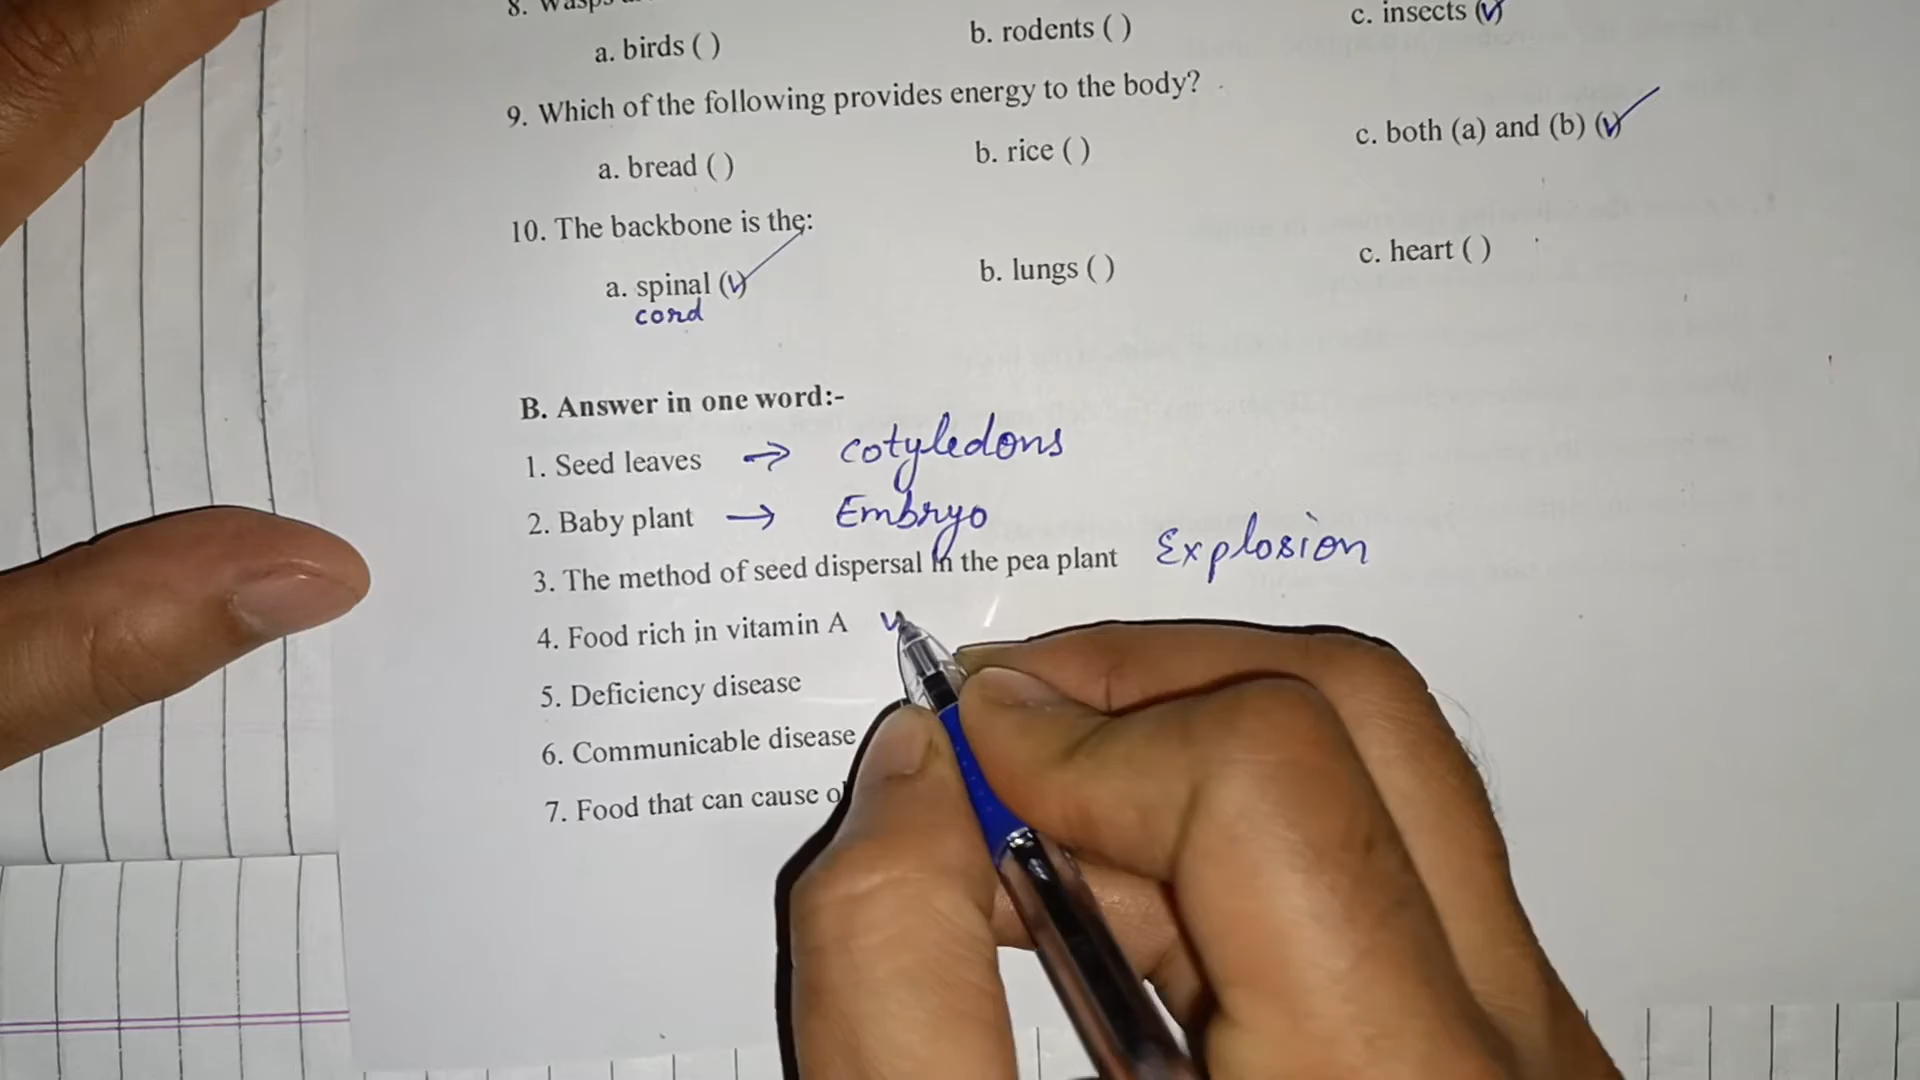 8. Wasps
a. birds ( ) b. rodents ( ) c. insects (✓)
9. Which of the following provides energy to the body?
a. bread ( ) b. rice ( ) c. both (a) and (b) (✓)
10. The backbone is the:
a. spinal (✓) b. lungs ( ) c. heart ( )
cord
B. Answer in one word:-
1. Seed leaves → cotyledons
2. Baby plant → Embryo
3. The method of seed dispersal in the pea plant Explosion
4. Food rich in vitamin A
5. Deficiency disease
6. Communicable disease
7. Food that can cause